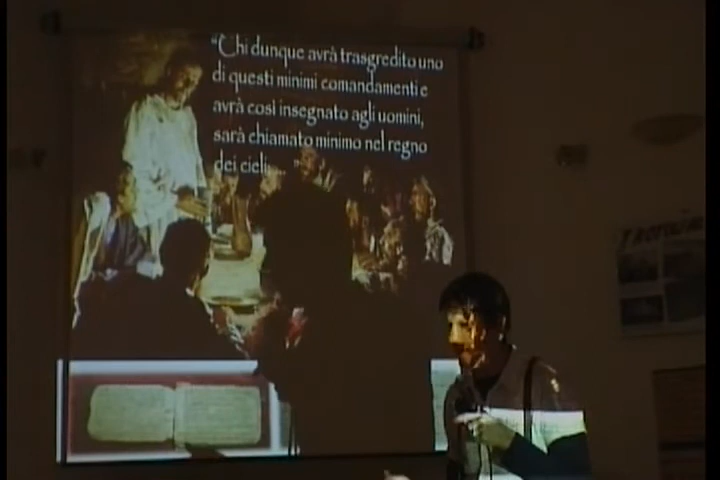 “Chi dunque avrà trasgredito uno
di questi minimi comandamenti e
avrà così insegnato agli uomini,
sarà chiamato minimo nel regno
dei cieli... ”